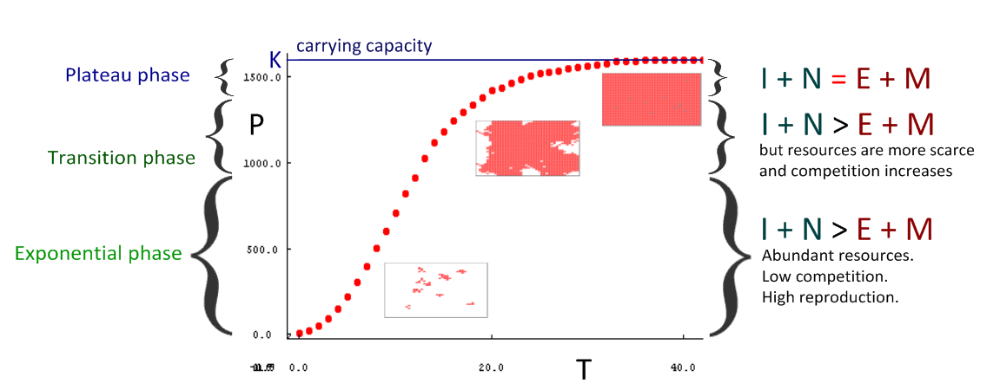 carrying capacity
K
Plateau phase
1500.0
I + N = E + M
P
I + N > E + M
but resources are more scarce
and competition increases
Transition phase
1000.0
I + N > E + M
Exponential phase
500.0
Abundant resources.
Low competition.
High reproduction.
0.0
0.0
20.0
T
40.0